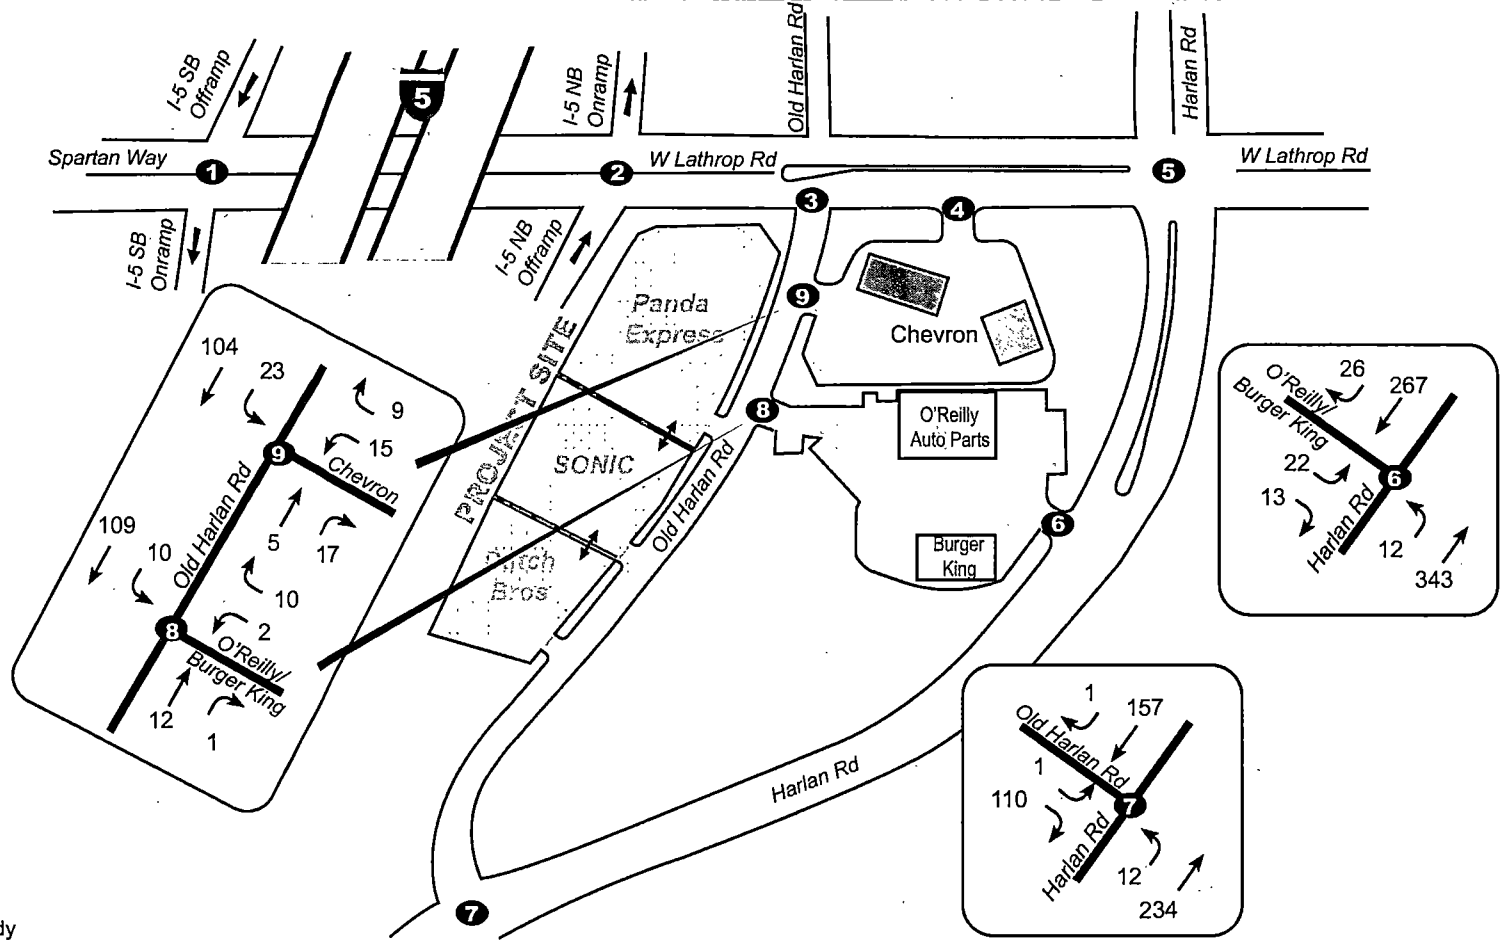 I-5 SB
Offramp
5
I-5 NB
Onramp
Old Harlan Rd
Harlan Rd
Spartan Way
1
2
W Lathrop Rd
3
4
5
W Lathrop Rd
I-5 SB
Onramp
I-5 NB
Offramp
PROJECT SITE
Panda
Express
9
Chevron
8
O'Reilly
Auto Parts
SONIC
Old Harlan Rd
6
Burger
King
Dutch
Bros
Harlan Rd
7
104
23
9
15
9
Chevron
Old Harlan Rd
5
17
109
10
10
8
2
O'Reilly/
Burger King
12
1
26
267
O'Reilly/
Burger King
22
13
6
Harlan Rd
12
343
1
157
Old Harlan Rd
1
110
7
Harlan Rd
12
234
dy